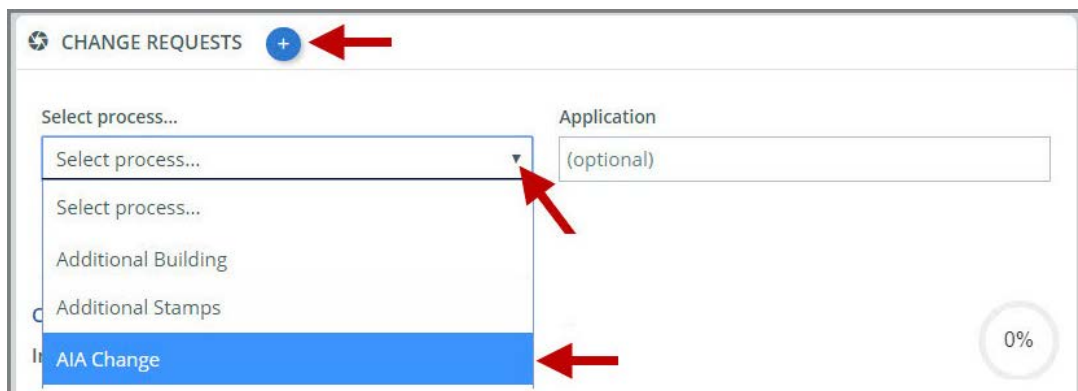 CHANGE REQUESTS +
Select process... Application
Select process... (optional)
Select process...
Additional Building
Additional Stamps
0%
AIA Change